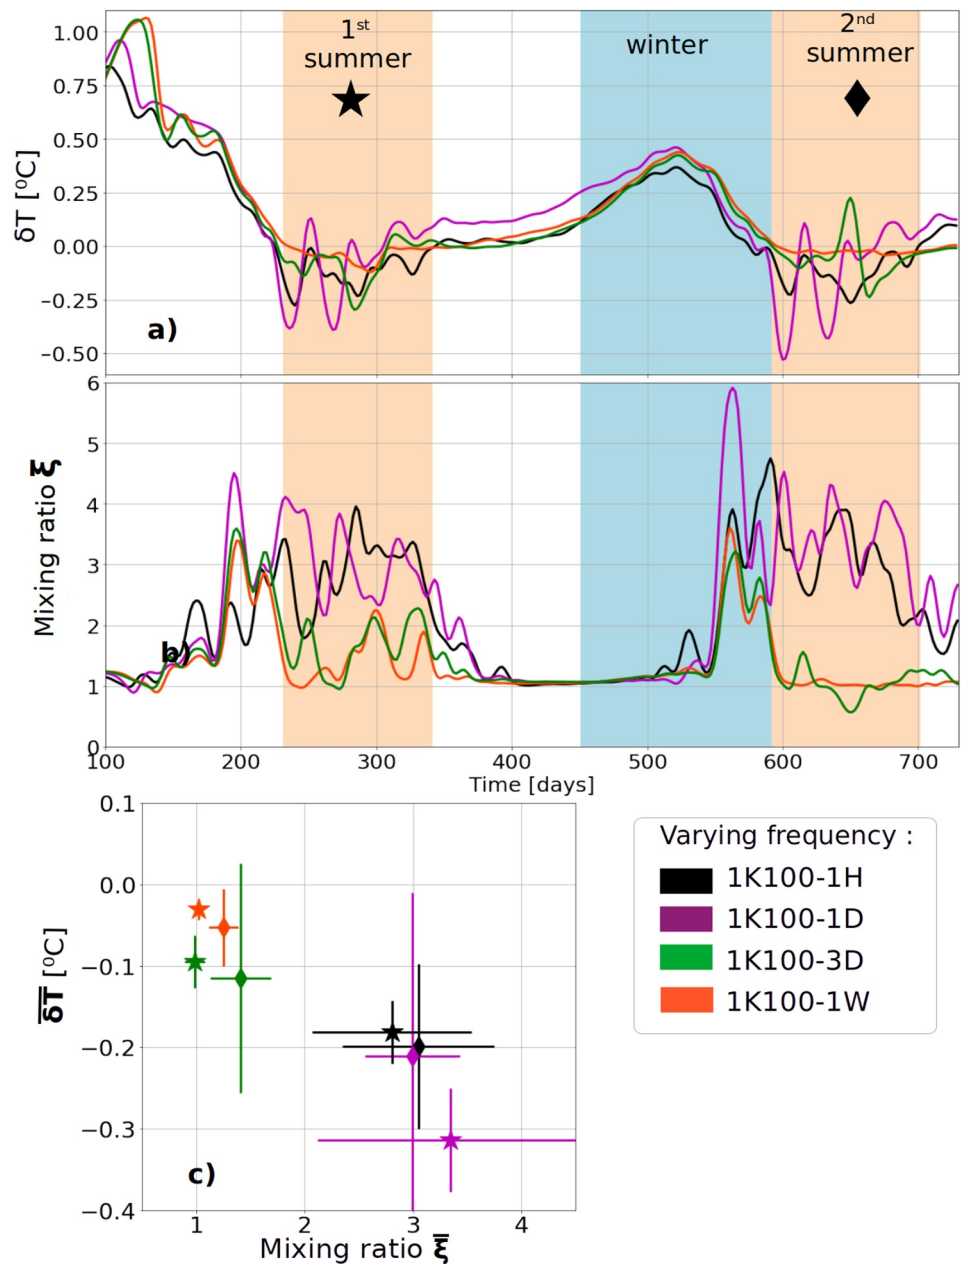 1st
summer
winter
2nd
summer
δT [⁰C]
1.00
0.75
0.50
0.25
0.00
−0.25
−0.50
a)
Mixing ratio ξ
6
5
4
3
2
1
0
b)
100
200
300
400
500
600
700
Time [days]
δT [⁰C]
0.1
0.0
−0.1
−0.2
−0.3
−0.4
c)
1
2
3
4
Mixing ratio ξ
Varying frequency :
1K100-1H
1K100-1D
1K100-3D
1K100-1W